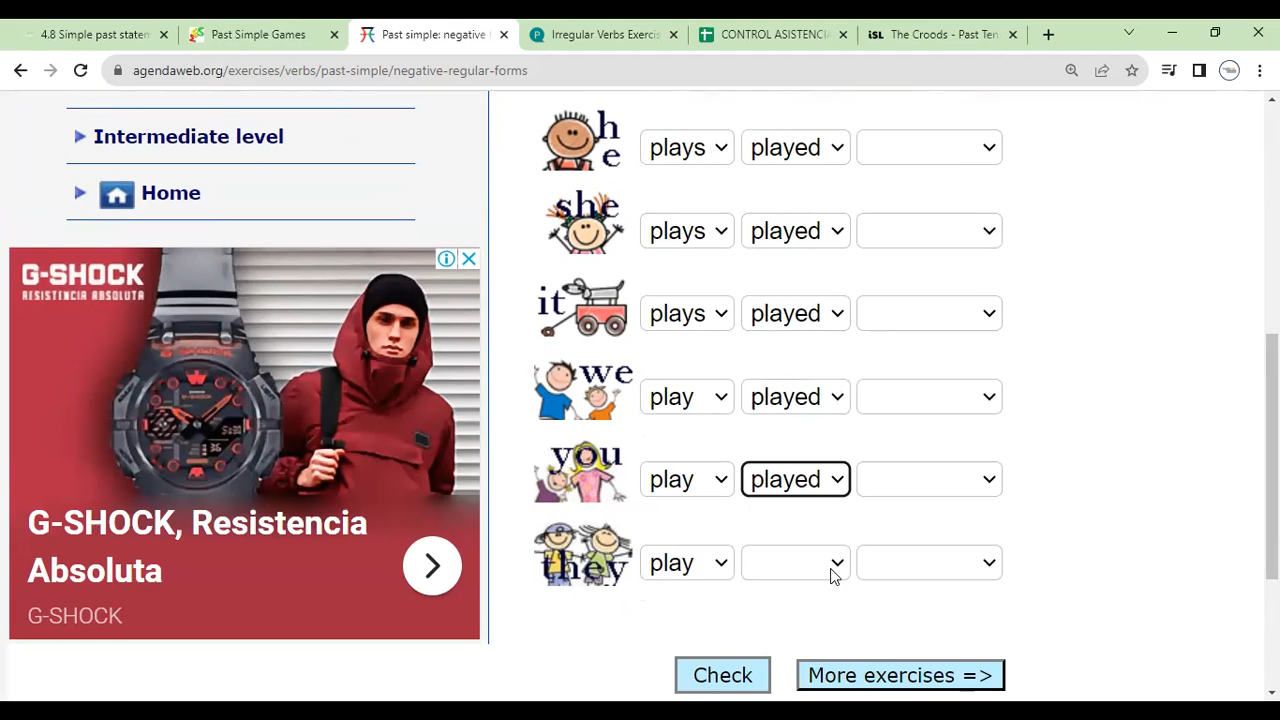 4.8 Simple past statem
Past Simple Games
Past simple: negative f
Irregular Verbs Exercis
CONTROL ASISTENCIA
iSL The Croods - Past Ten
agendaweb.org/exercises/verbs/past-simple/negative-regular-forms
Intermediate level
Home
G-SHOCK
RESISTENCIA ABSOLUTA
G-SHOCK, Resistencia
Absoluta
G-SHOCK
he plays played
she plays played
it plays played
we play played
you play played
they play
Check More exercises =>